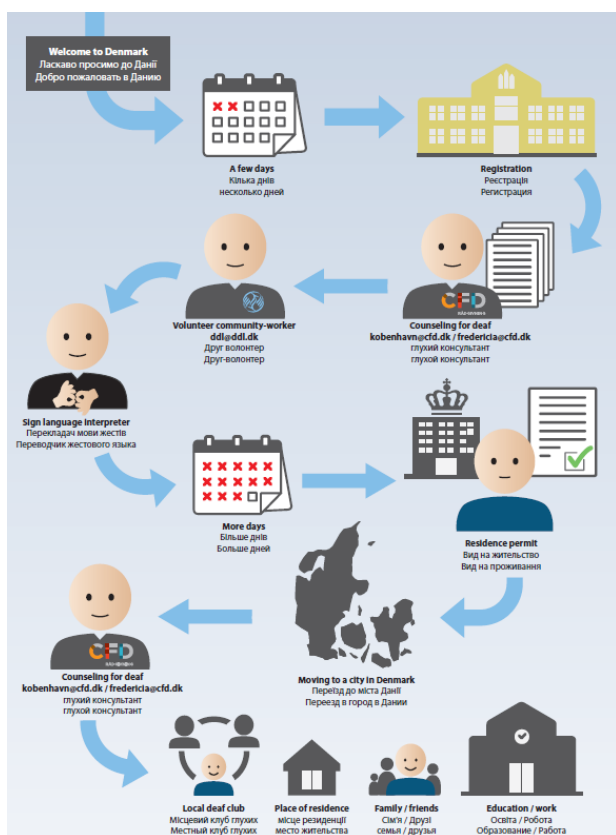 Welcome to Denmark
Ласкаво просимо до Данії
Добро пожаловать в Данию
A few days
Кілька днів
несколько дней
Registration
Реєстрація
Регистрация
CFD
RÅDGIVNING
Counseling for deaf
kobenhavn@cfd.dk / fredericia@cfd.dk
глухий консультант
глухой консультант
Volunteer community-worker
ddl@ddl.dk
Друг волонтер
Друг-волонтер
Sign language interpreter
Перекладач мови жестів
Переводчик жестового языка
More days
Більше днів
Больше дней
Residence permit
Вид на жительство
Вид на проживання
Moving to a city in Denmark
Переїзд до міста Данії
Переезд в город в Дании
CFD
RÅDGIVNING
Counseling for deaf
kobenhavn@cfd.dk / fredericia@cfd.dk
глухий консультант
глухой консультант
Local deaf club
Місцевий клуб глухих
Местный клуб глухих
Place of residence
місце резиденції
место жительства
Family / friends
Сім'я / Друзі
семья / друзья
Education / work
Освіта / Робота
Образование / Работа